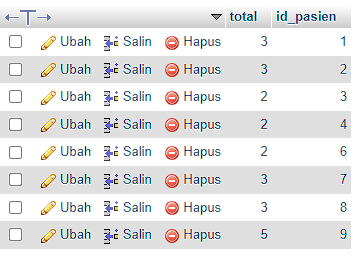 total id_pasien
Ubah Salin Hapus 3 1
Ubah Salin Hapus 3 2
Ubah Salin Hapus 2 3
Ubah Salin Hapus 2 4
Ubah Salin Hapus 2 6
Ubah Salin Hapus 3 7
Ubah Salin Hapus 3 8
Ubah Salin Hapus 5 9